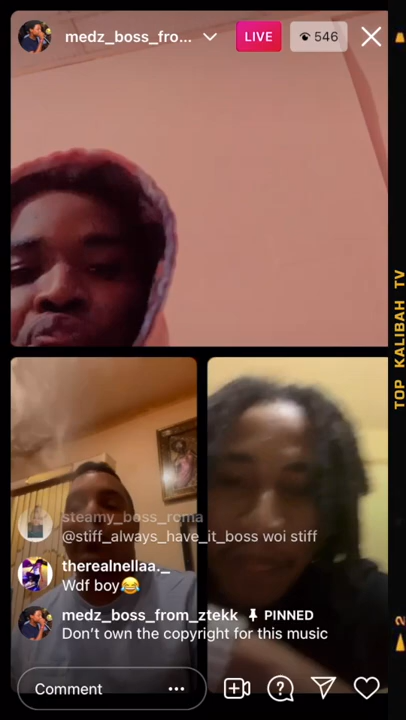 medz_boss_fro...
LIVE
546
TOP KALIBAH TV
steamy_boss_roma
@stiff_always_have_it_boss woi stiff
therealnellaa._
Wdf boy😂
medz_boss_from_ztekk PINNED
Don't own the copyright for this music
2
Comment